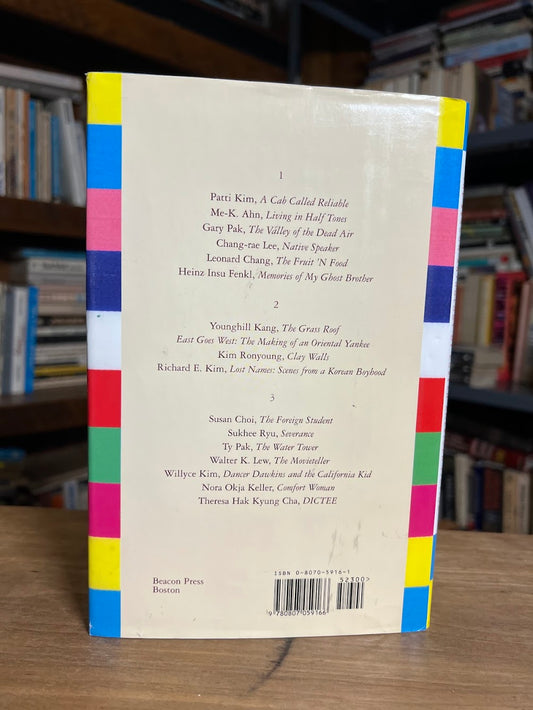 1
Patti Kim, A Cab Called Reliable
Me-K. Ahn, Living in Half Tones
Gary Pak, The Valley of the Dead Air
Chang-rae Lee, Native Speaker
Leonard Chang, The Fruit 'N Food
Heinz Insu Fenkl, Memories of My Ghost Brother
2
Younghill Kang, The Grass Roof
East Goes West: The Making of an Oriental Yankee
Kim Ronyoung, Clay Walls
Richard E. Kim, Lost Names: Scenes from a Korean Boyhood
3
Susan Choi, The Foreign Student
Sukhee Ryu, Severance
Ty Pak, The Water Tower
Walter K. Lew, The Movieteller
Willyce Kim, Dancer Dawkins and the California Kid
Nora Okja Keller, Comfort Woman
Theresa Hak Kyung Cha, DICTEE
ISBN 0-8070-5916-1
52300>
Beacon Press
Boston
9 780807 059166